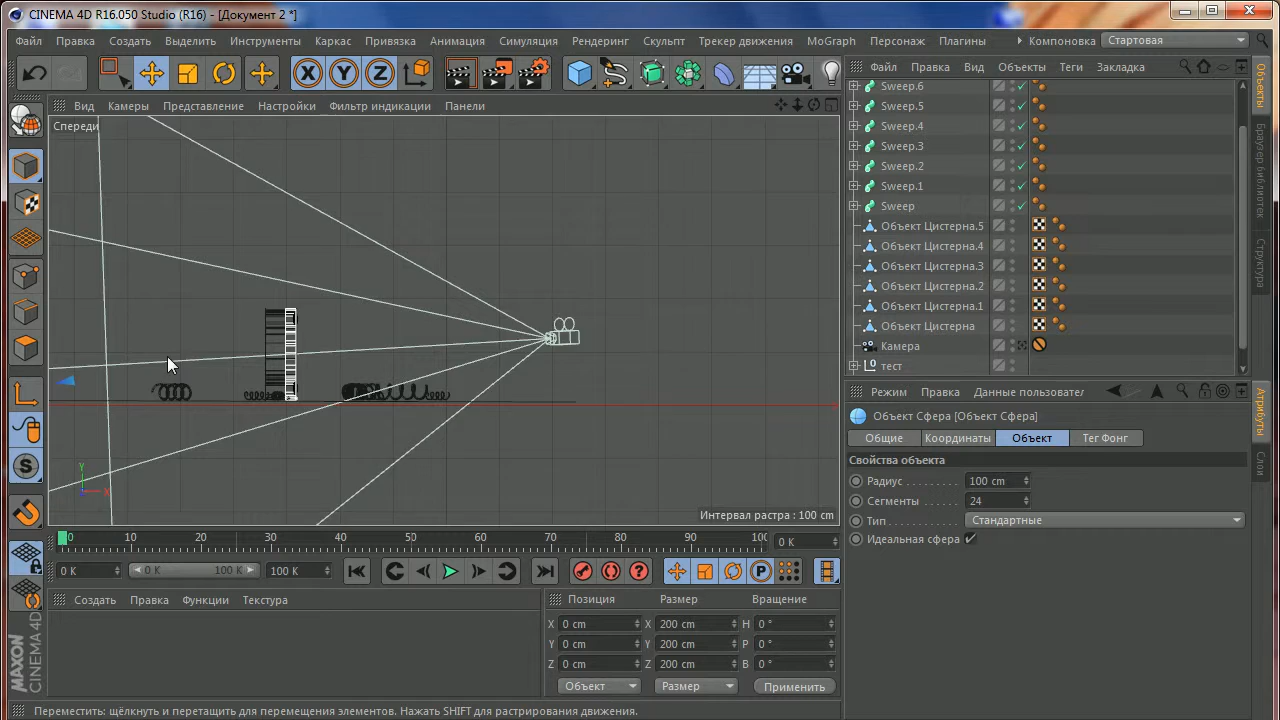 CINEMA 4D R16.050 Studio (R16) - [Документ 2 *]
Файл Правка Создать Выделить Инструменты Каркас Привязка Анимация Симуляция Рендеринг Скульпт Трекер движения MoGraph Персонаж Плагины Компоновка Стартовая
X Y Z
Файл Правка Вид Объекты Теги Закладка
Вид Камеры Представление Настройки Фильтр индикации Панели
Спереди
Sweep.6
Sweep.5
Sweep.4
Sweep.3
Sweep.2
Sweep.1
Sweep
Объект Цистерна.5
Объект Цистерна.4
Объект Цистерна.3
Объект Цистерна.2
Объект Цистерна.1
Объект Цистерна
Камера
тест
Объекты
Браузер библиотек
Структура
Y
X
Интервал растра : 100 cm
Режим Правка Данные пользовател
Объект Сфера [Объект Сфера]
Общие Координаты Объект Тег Фонг
Свойства объекта
Радиус 100 cm
Сегменты 24
Тип Стандартные
Идеальная сфера
Атрибуты
Слои
S
0 10 20 30 40 50 60 70 80 90 100 0 K
0 K 0 K 100 K 100 K
P
Создать Правка Функции Текстура
Позиция Размер Вращение
X 0 cm X 200 cm H 0 °
Y 0 cm Y 200 cm P 0 °
Z 0 cm Z 200 cm B 0 °
Объект Размер Применить
MAXON
CINEMA 4D
Переместить: щёлкнуть и перетащить для перемещения элементов. Нажать SHIFT для растрирования движения.